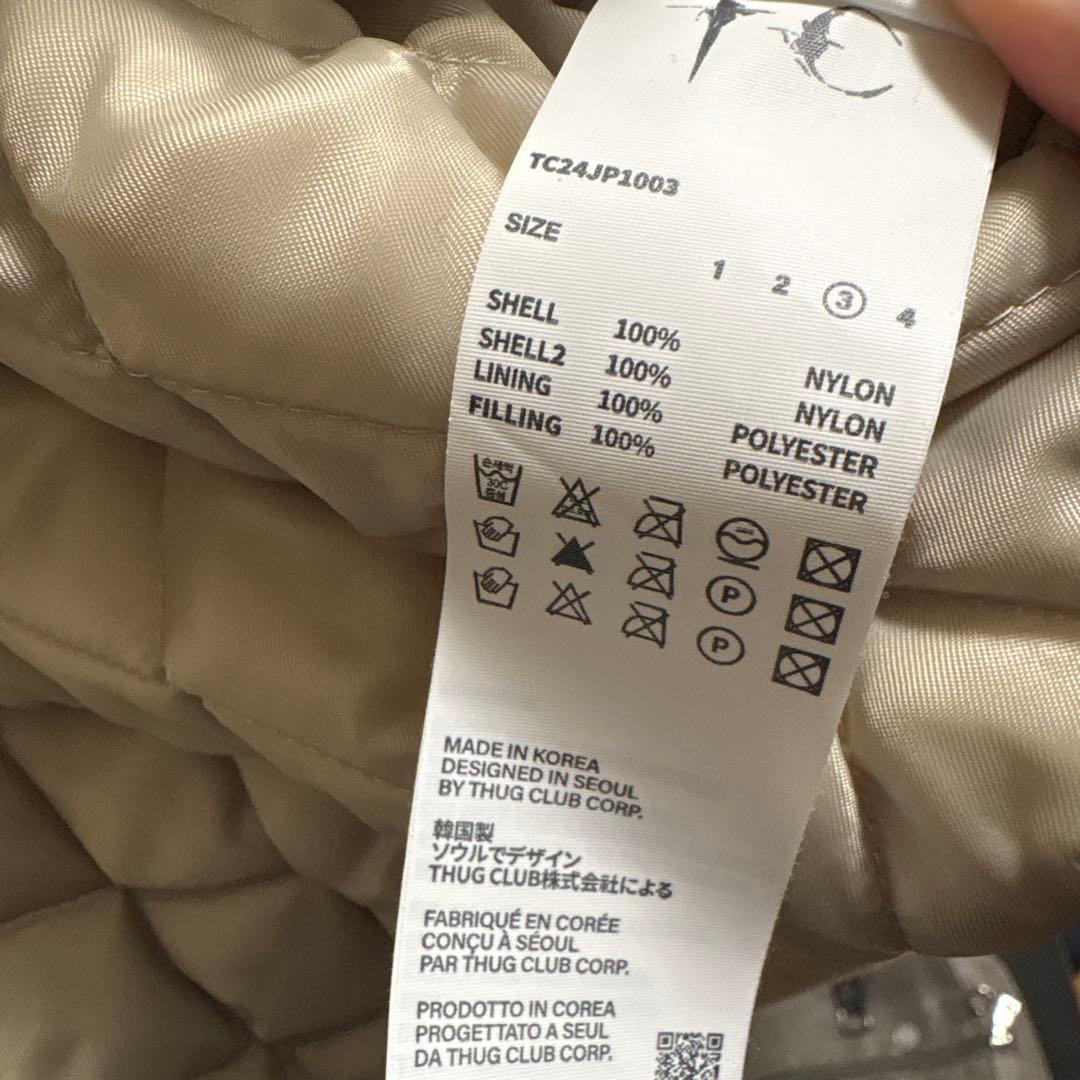 TC
TC24JP1003
SIZE
1 2 3 4
SHELL 100% NYLON
SHELL2 100% NYLON
LINING 100% POLYESTER
FILLING 100% POLYESTER
30C
P
P
MADE IN KOREA
DESIGNED IN SEOUL
BY THUG CLUB CORP.
韓国製
ソウルでデザイン
THUG CLUB株式会社による
FABRIQUÉ EN CORÉE
CONÇU À SÉOUL
PAR THUG CLUB CORP.
PRODOTTO IN COREA
PROGETTATO A SEUL
DA THUG CLUB CORP.